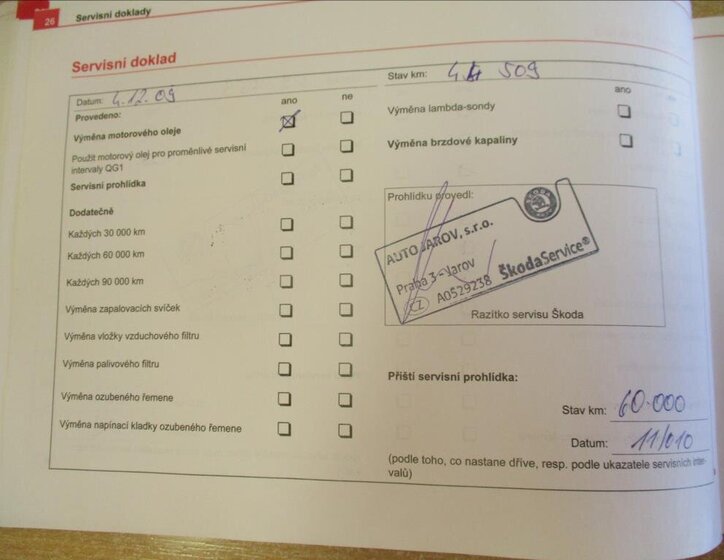 26 Servisní doklady
Servisní doklad
Datum: 4.12.09
Provedeno: ano ne
Výměna motorového oleje
Použit motorový olej pro proměnlivé servisní
intervaly QG1
Servisní prohlídka
Dodatečně
Každých 30 000 km
Každých 60 000 km
Každých 90 000 km
Výměna zapalovacích svíček
Výměna vložky vzduchového filtru
Výměna palivového filtru
Výměna ozubeného řemene
Výměna napínací kladky ozubeného řemene
Stav km: 44 509
ano
Výměna lambda-sondy
Výměna brzdové kapaliny
Prohlídku provedl:
ŠKODA
AUTO JAROV, s.r.o.
Praha 3 - Jarov
CZ A0529238 ŠkodaService®
Razítko servisu Škoda
Příští servisní prohlídka:
Stav km: 60.000
Datum: 11/010
(podle toho, co nastane dříve, resp. podle ukazatele servisních inter-
valů)